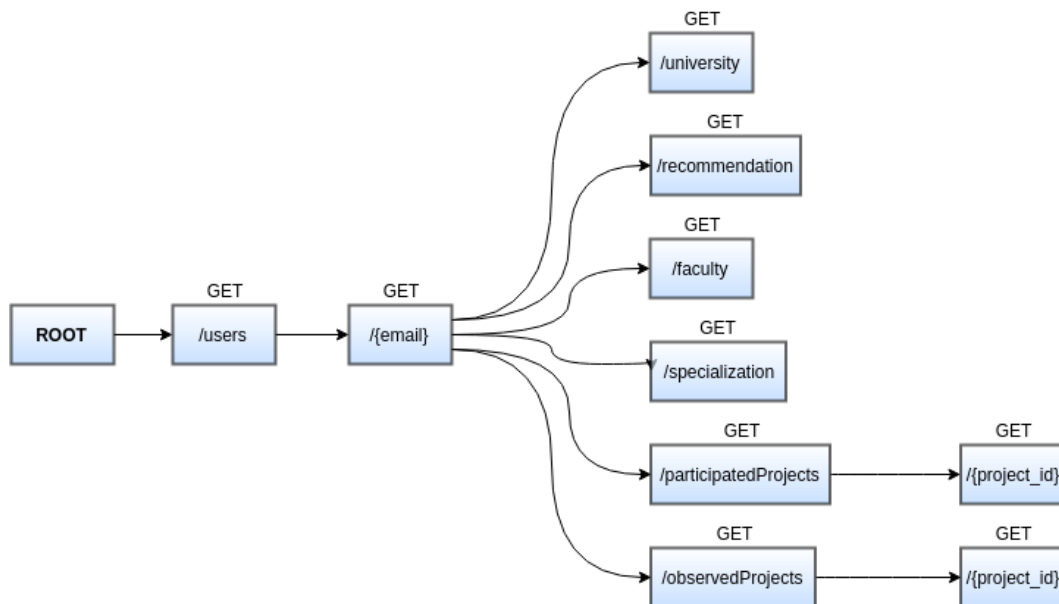 GET
/university
GET
/recommendation
GET
/faculty
GET
GET
ROOT
/users
/{email}
GET
/specialization
GET
GET
/participatedProjects
/{project_id}
GET
GET
/observedProjects
/{project_id}